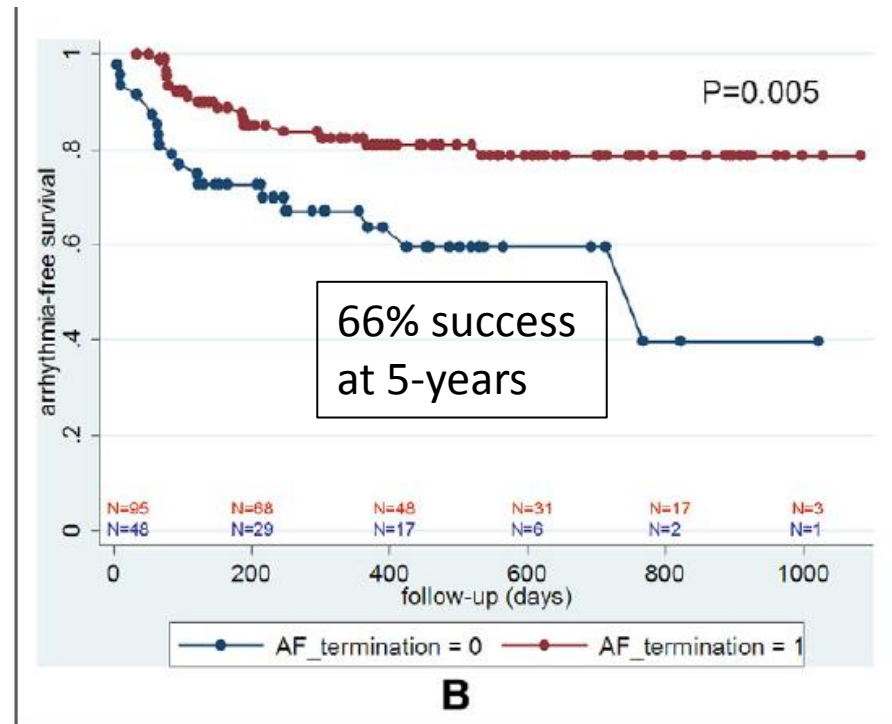 1
P=0.005
.8
arrhythmia-free survival
.6
66% success
at 5-years
.4
.2
N=95 N=68 N=48 N=31 N=17 N=3
0 N=48 N=29 N=17 N=6 N=2 N=1
0 200 400 600 800 1000
follow-up (days)
AF_termination = 0 AF_termination = 1
B